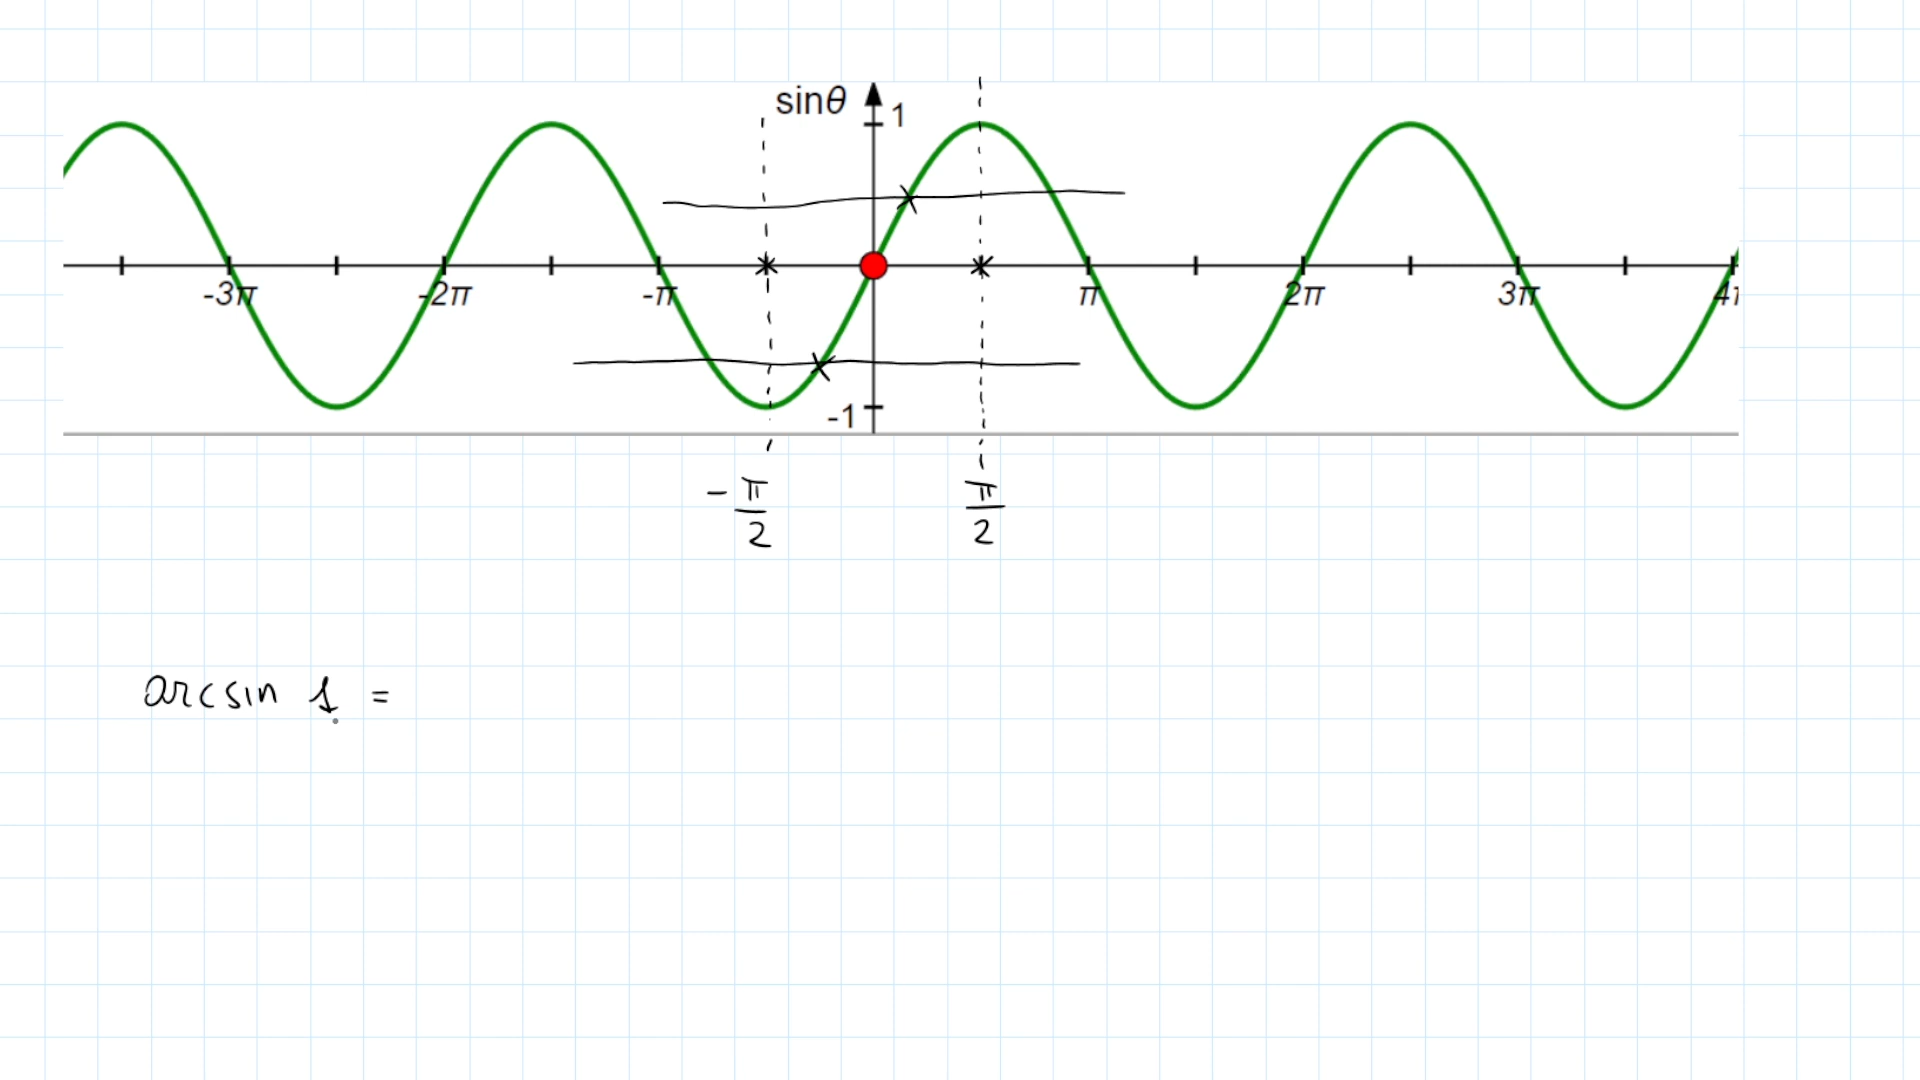 sinθ 1
-3π -2π -π π 2π 3π
-1
- π/2 π/2
arcsin 1 =